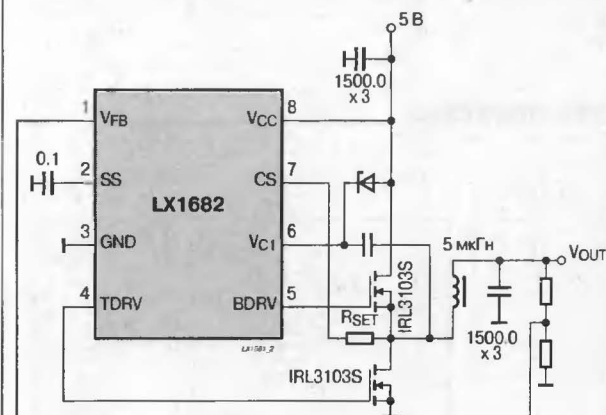 5 В
1500.0
x 3
1
VFB
VCC
8
0.1
2
SS
CS
7
LX1682
3
GND
VC1
6
5 мкГн
VOUT
4
TDRV
BDRV
5
RSET
IRL3103S
1500.0
x 3
LX1681_2
IRL3103S